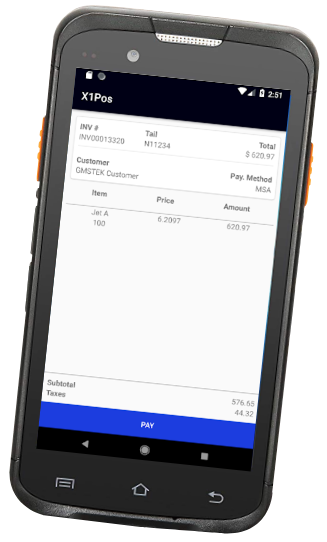 2:51
X1Pos
INV # Tail Total
INV00013320 N11234 $ 620.97
Customer Pay. Method
GMSTEK Customer MSA
Item Price Amount
Jet A 6.2097 620.97
100
Subtotal 576.65
Taxes 44.32
PAY